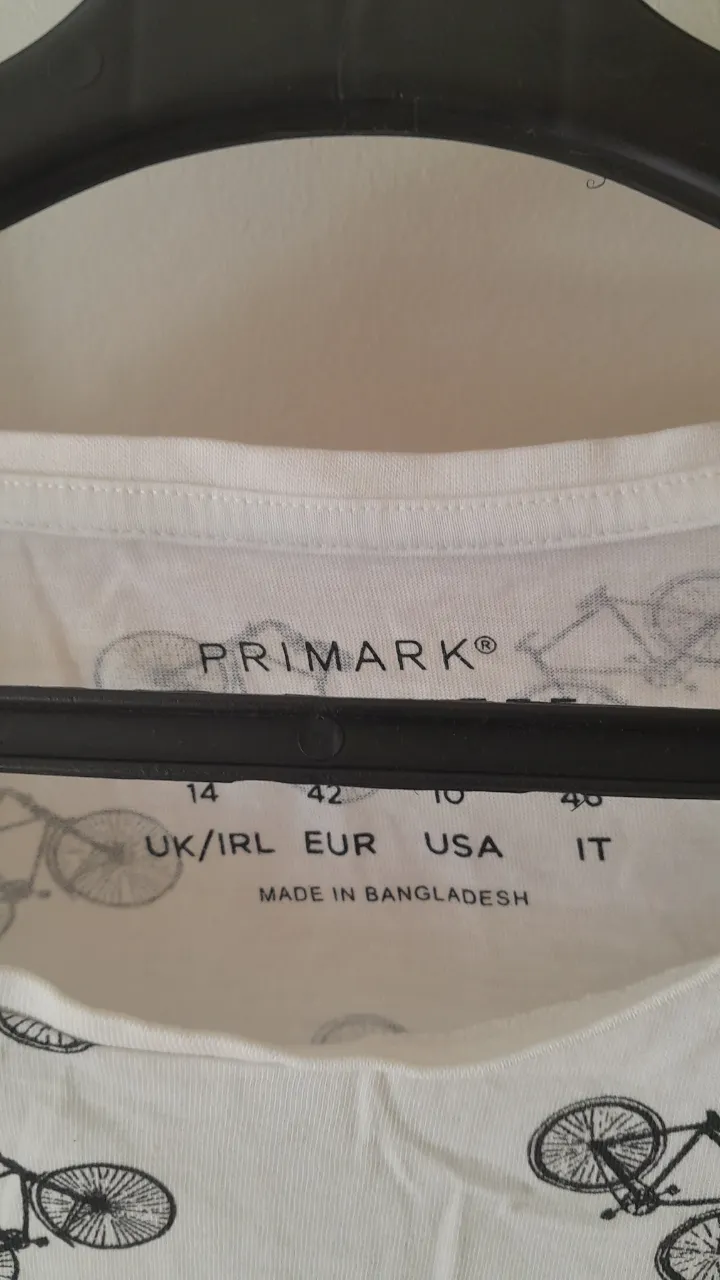 PRIMARK®
14 42 10 46
UK/IRL EUR USA IT
MADE IN BANGLADESH